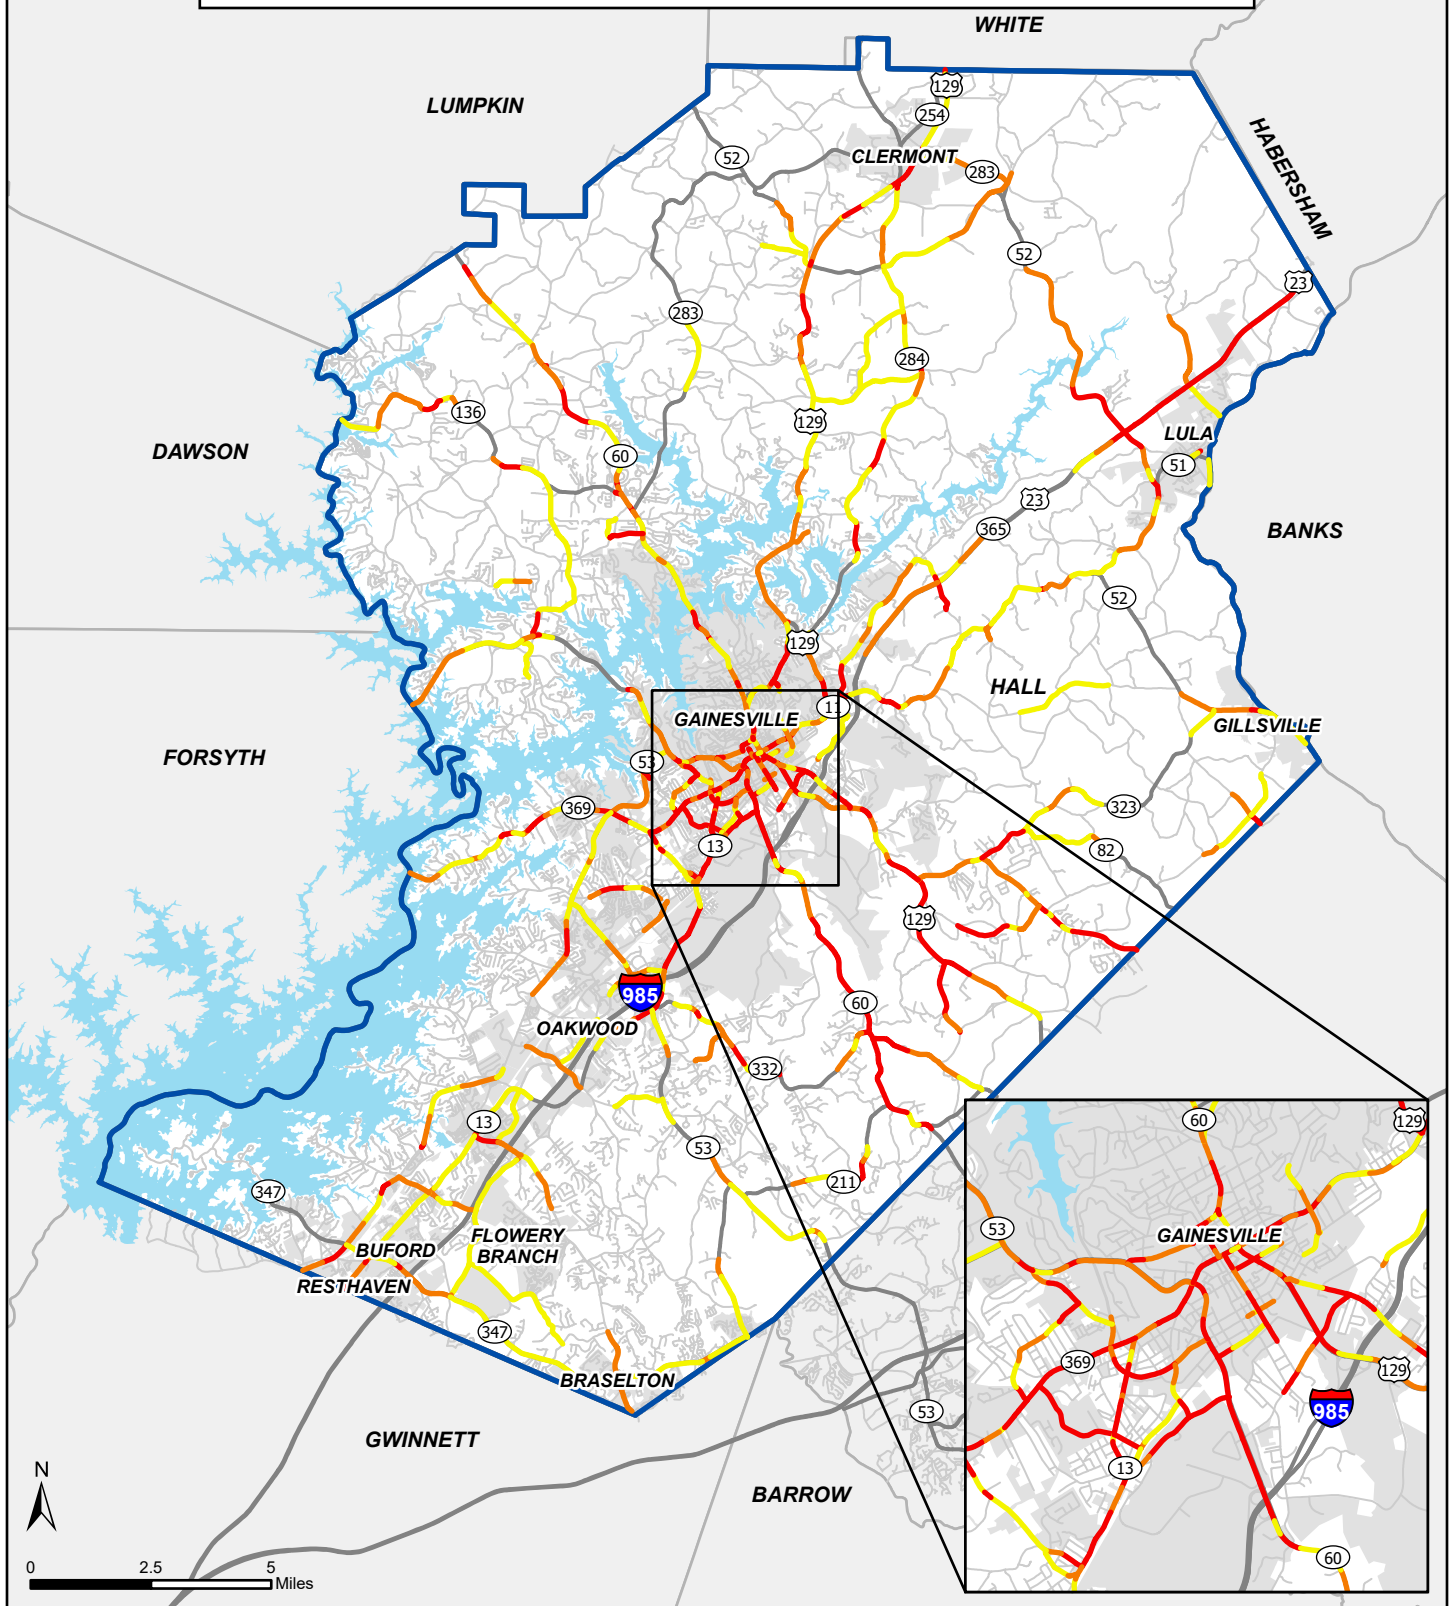 WHITE
129
LUMPKIN
254
HABERSHAM
52
CLERMONT
283
52
23
283
284
136
129
LULA
DAWSON
60
51
23
365
BANKS
52
129
HALL
11
GAINESVILLE
GILLSVILLE
FORSYTH
53
369
323
13
82
129
985
60
OAKWOOD
332
13
53
211
347
FLOWERY
BRANCH
BUFORD
RESTHAVEN
347
BRASELTON
53
GWINNETT
BARROW
N
0 2.5 5
Miles
60
129
53
GAINESVILLE
369
129
985
13
60